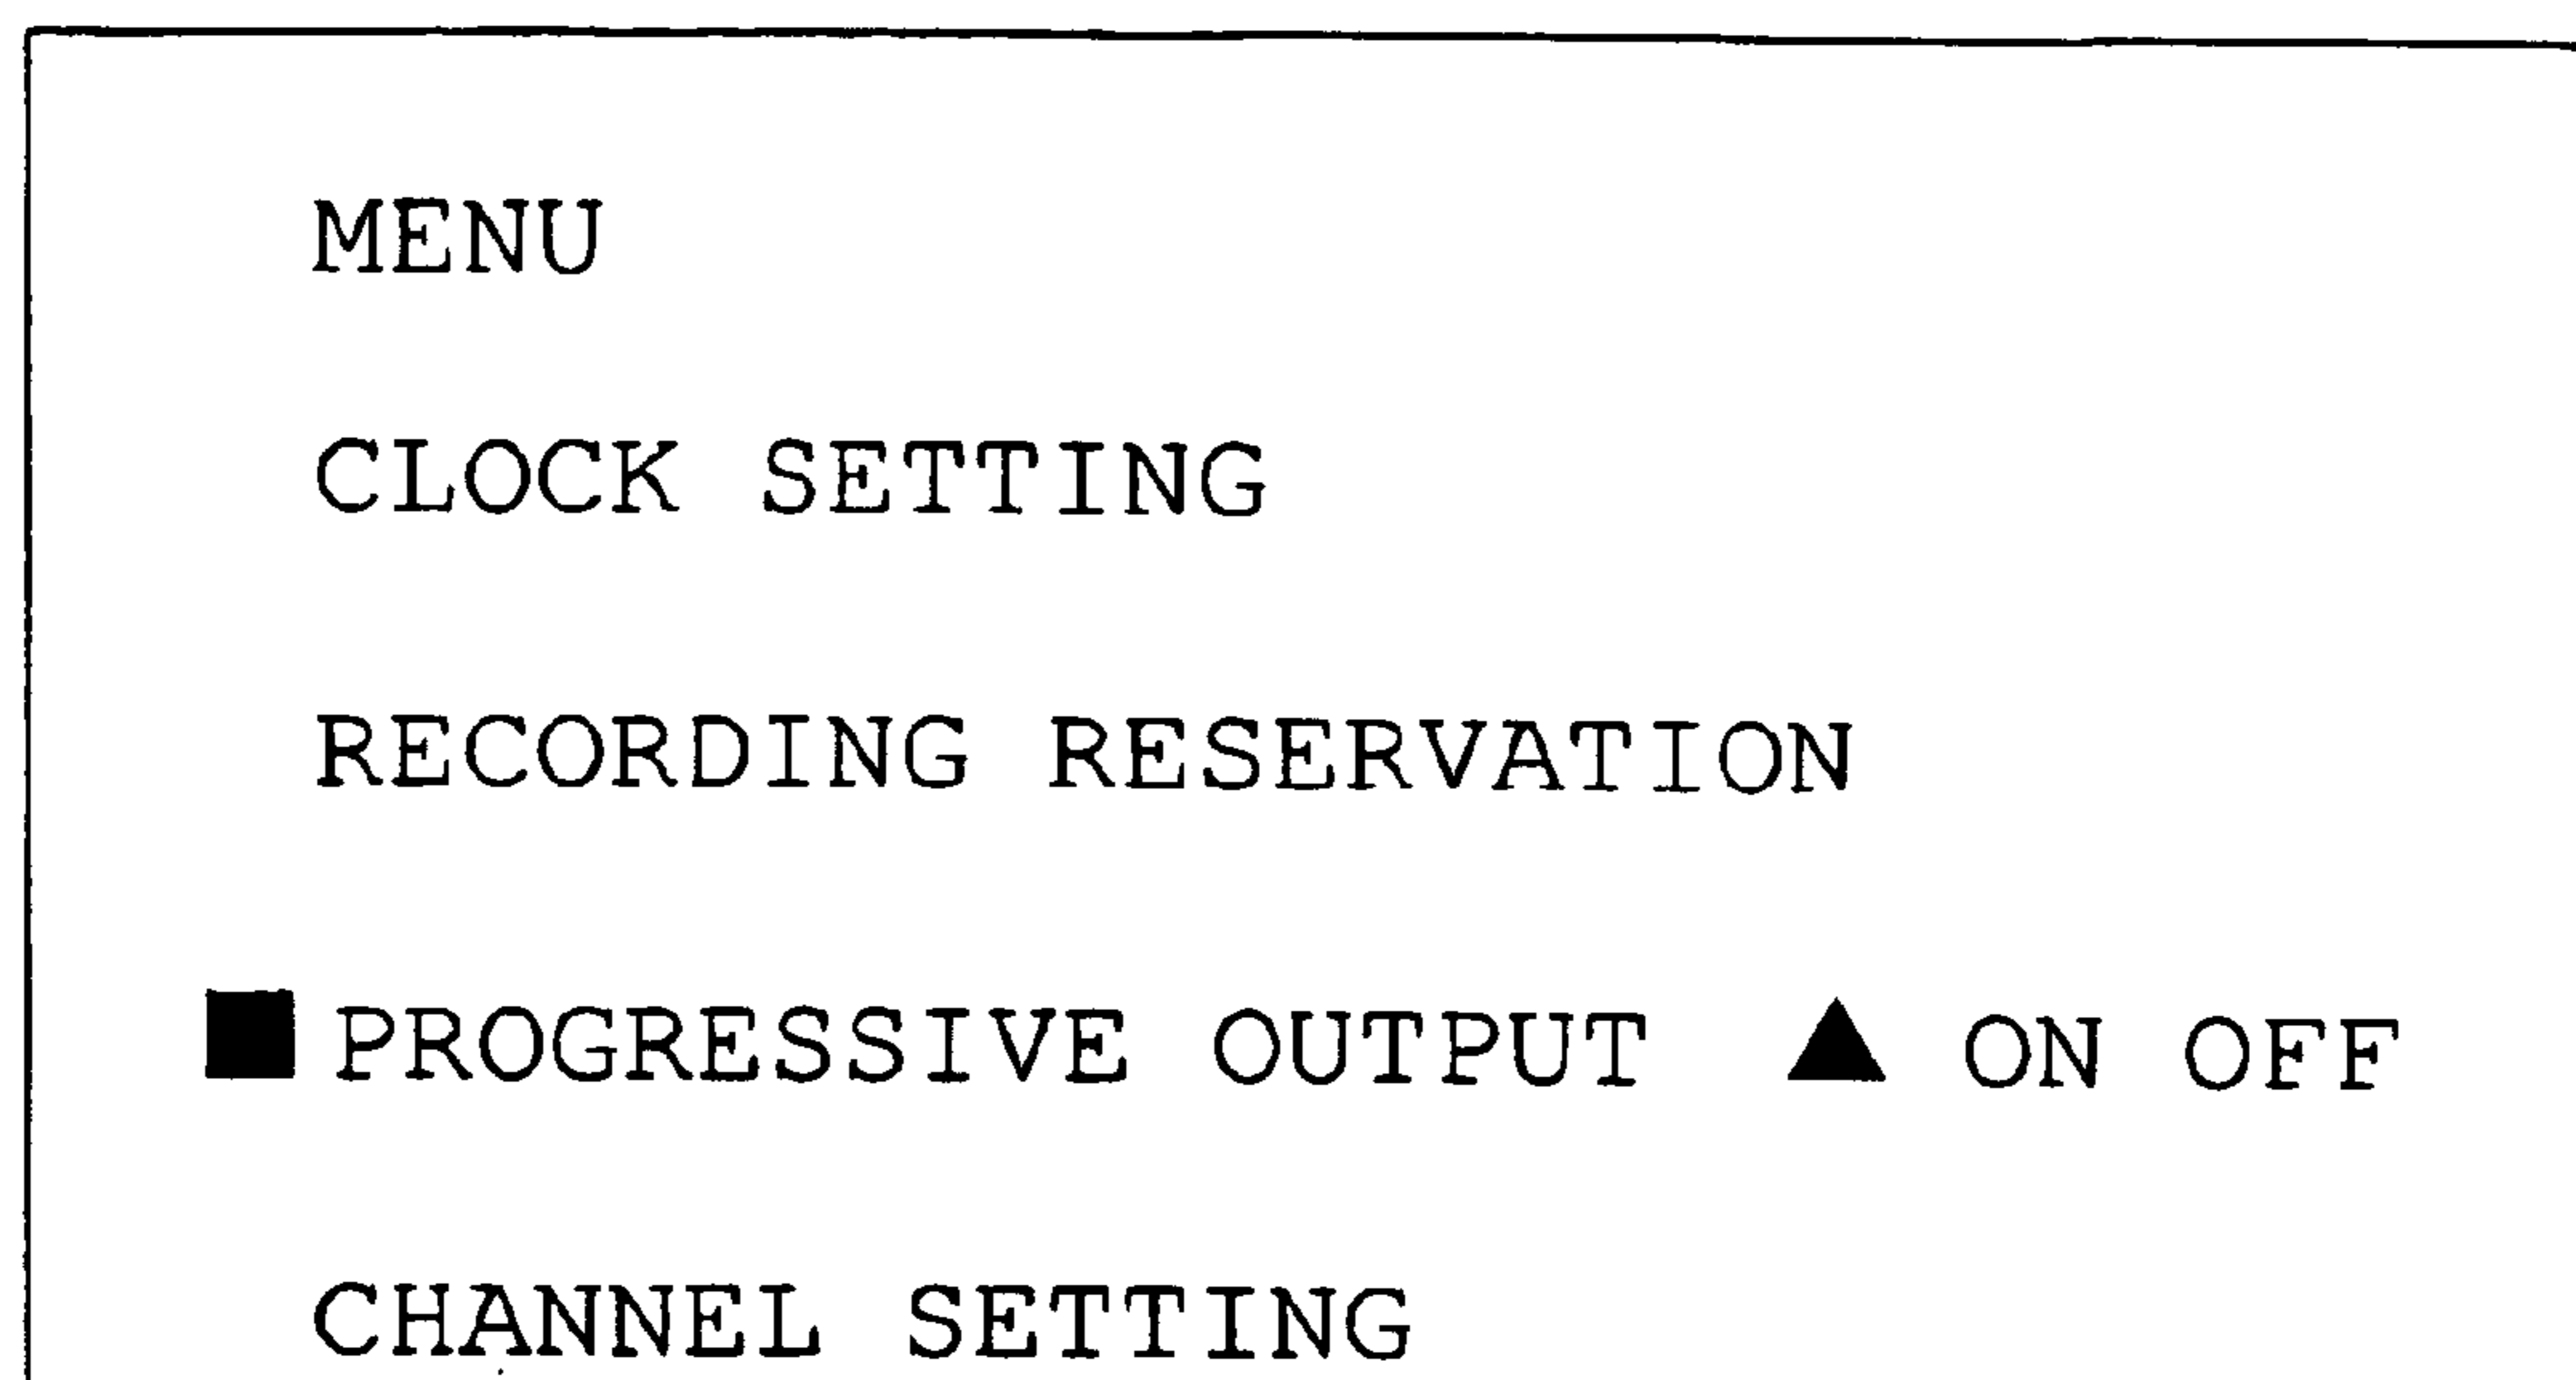 MENU
CLOCK SETTING
RECORDING RESERVATION
■ PROGRESSIVE OUTPUT ▲ ON OFF
CHANNEL SETTING